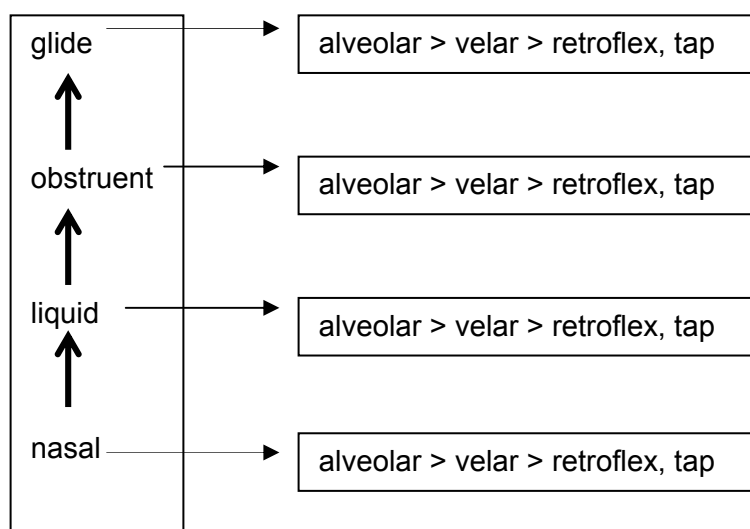 glide alveolar > velar > retroflex, tap
obstruent alveolar > velar > retroflex, tap
liquid alveolar > velar > retroflex, tap
nasal alveolar > velar > retroflex, tap